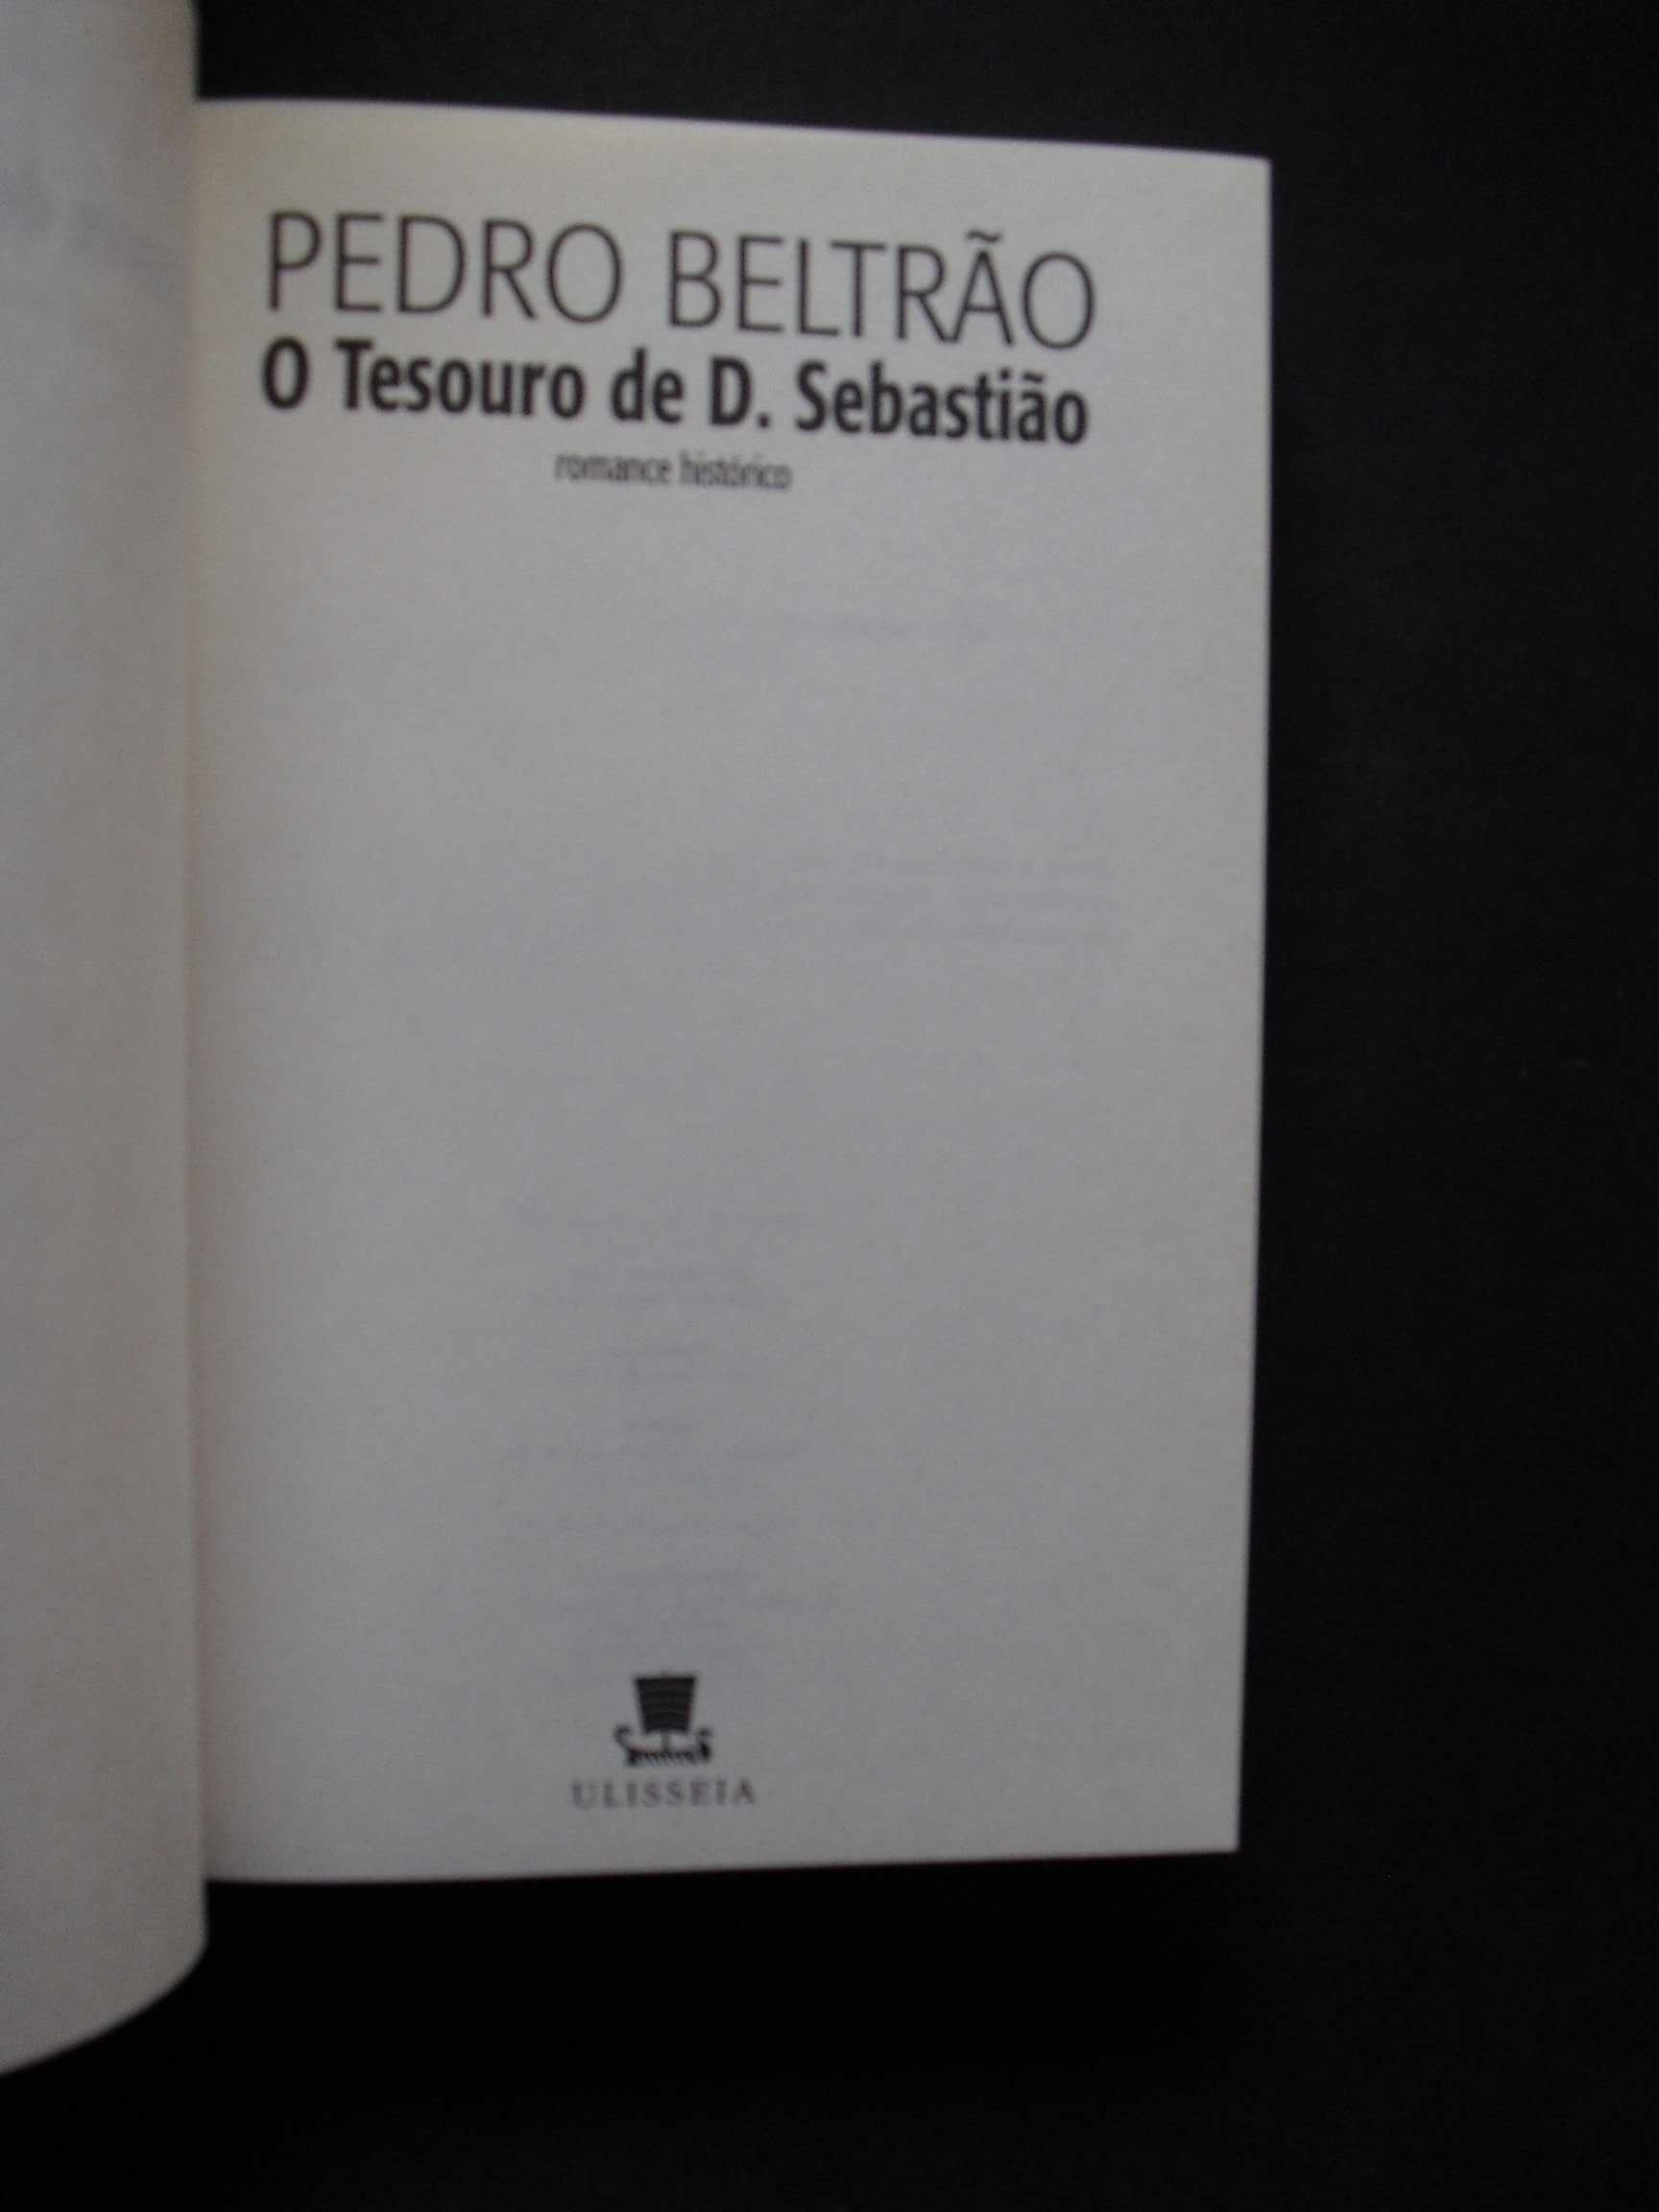 PEDRO BELTRÃO
O Tesouro de D. Sebastião
romance histórico
ULISSEIA